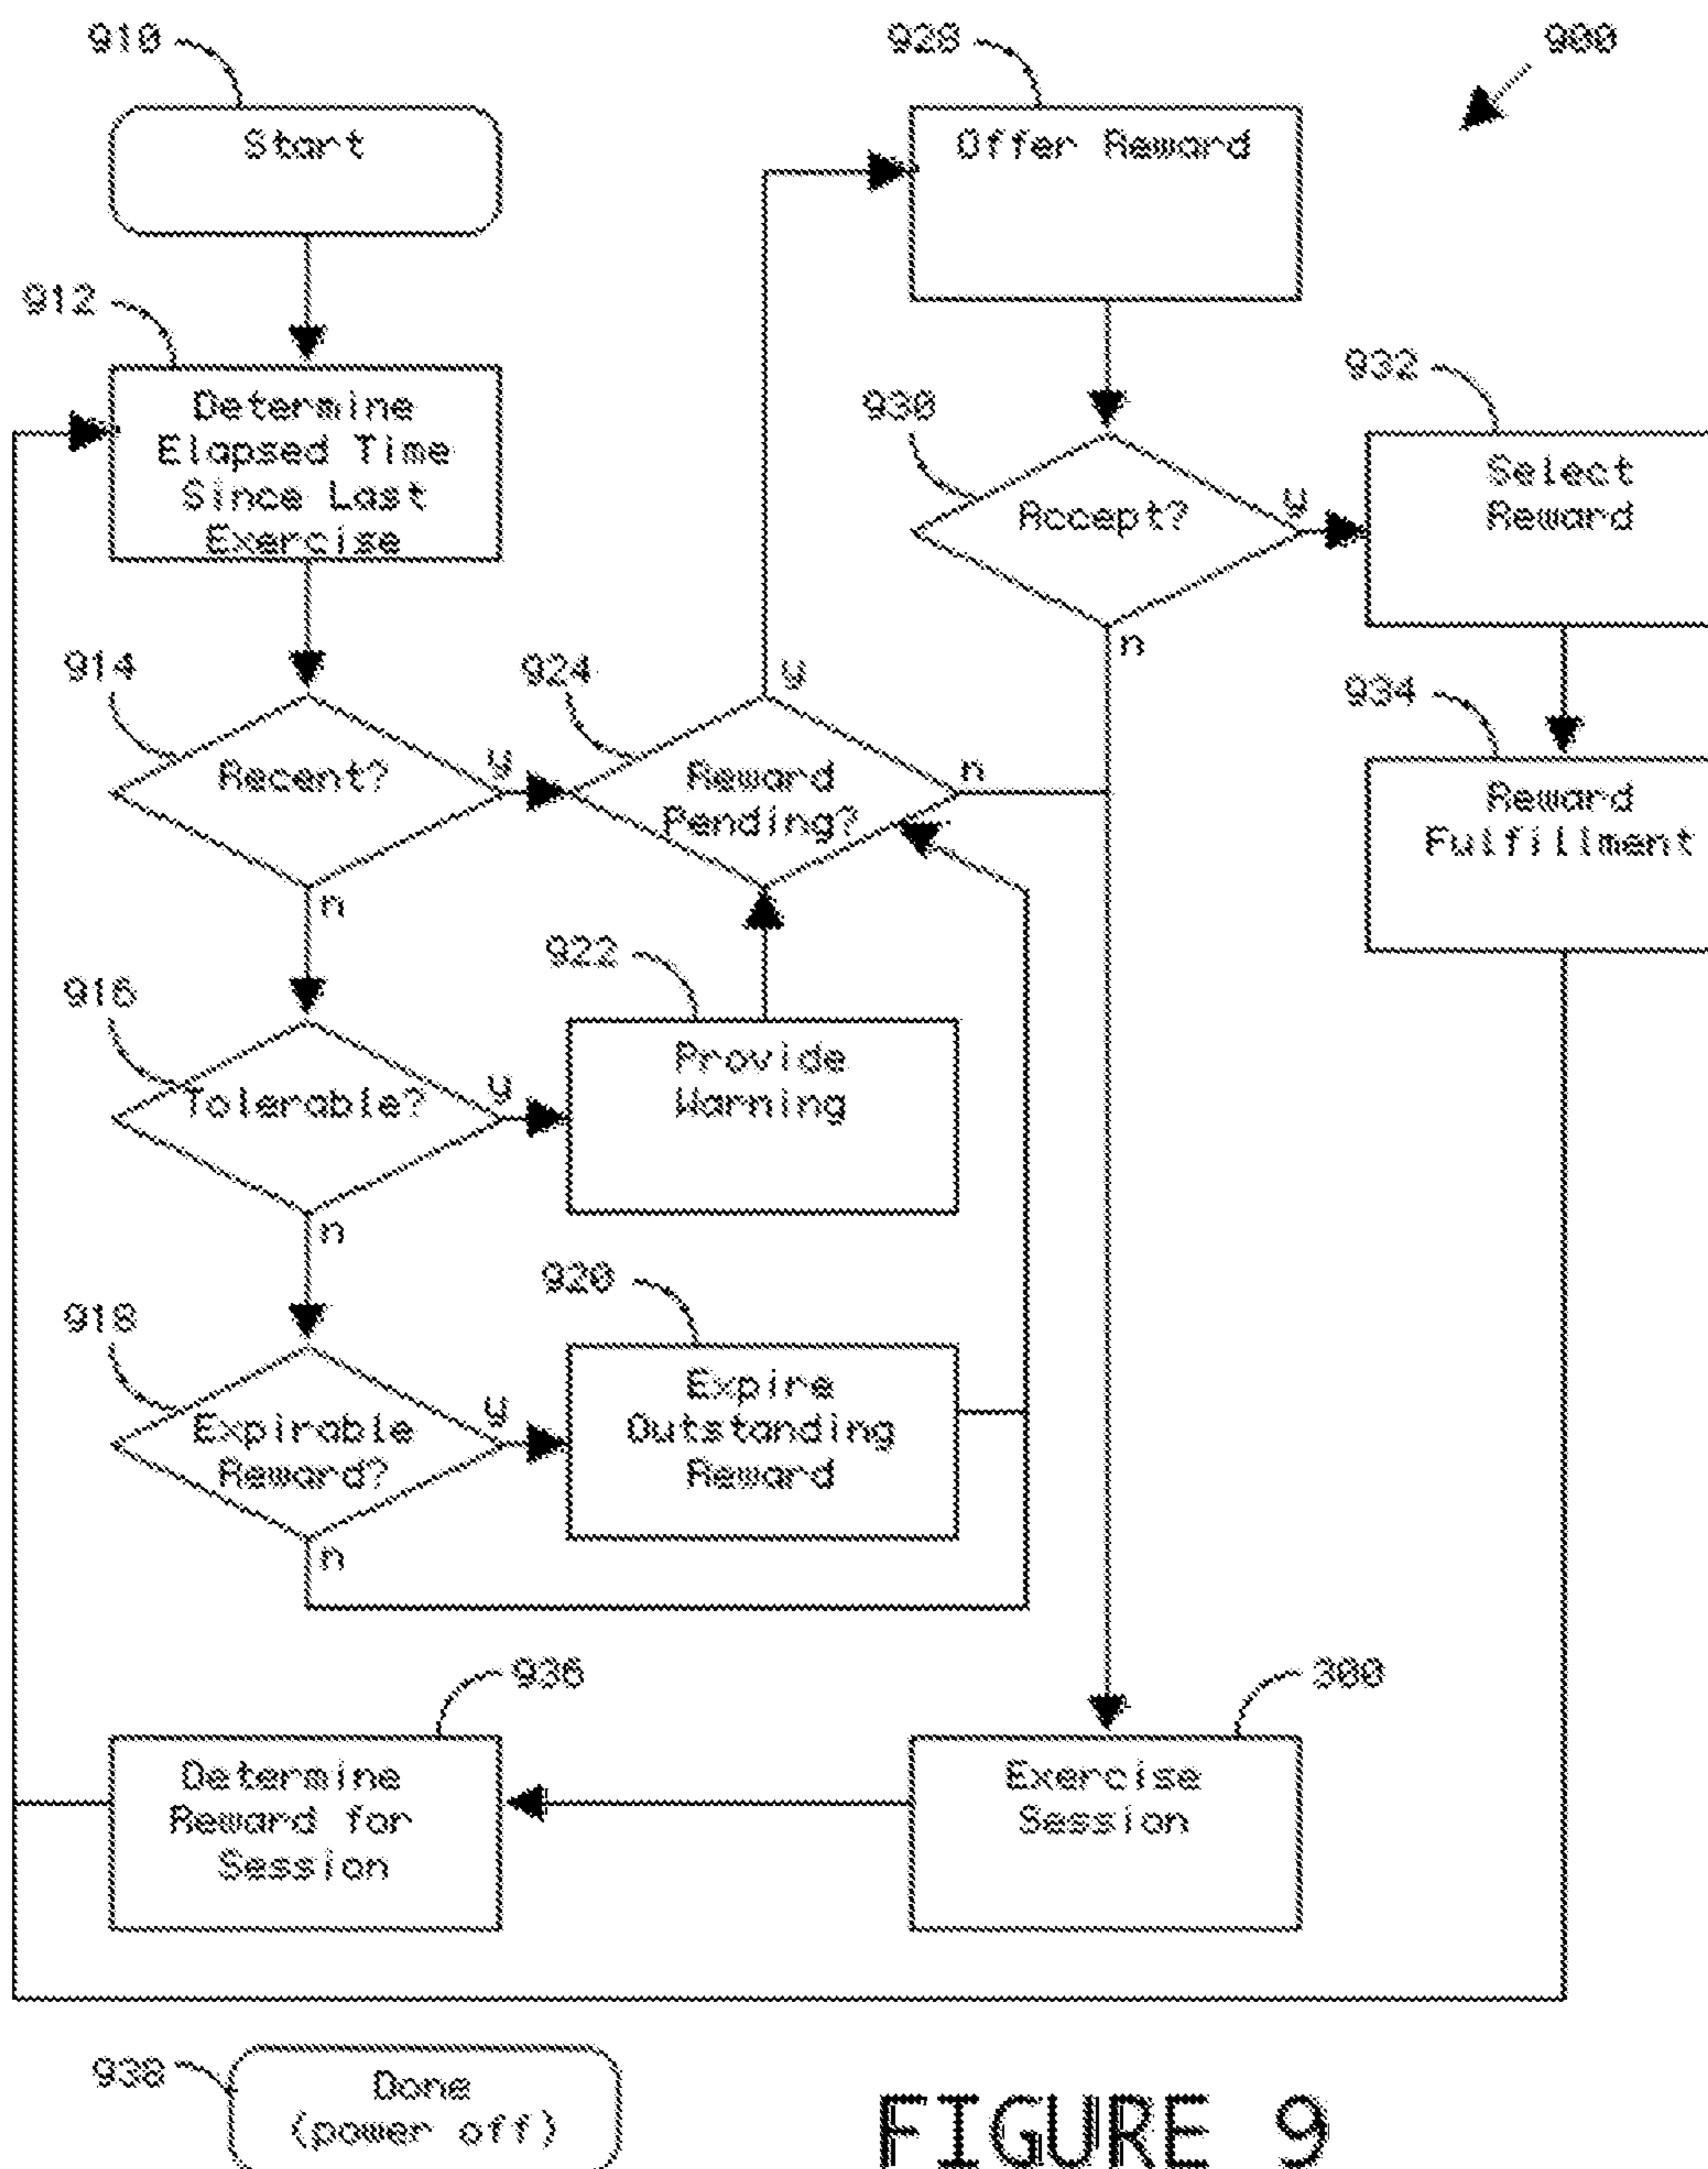 910
Start
912
Determine
Elapsed Time
Since Last
Exercise
914
Recent?
y
n
916
Tolerable?
y
n
918
Expirable
Reward?
y
n
920
Expire
Outstanding
Reward
922
Provide
Warning
924
Reward
Pending?
y
n
928
Offer Reward
900
930
Accept?
y
n
932
Select
Reward
934
Reward
Fulfillment
300
Exercise
Session
936
Determine
Reward for
Session
938
Done
(power off)
FIGURE 9